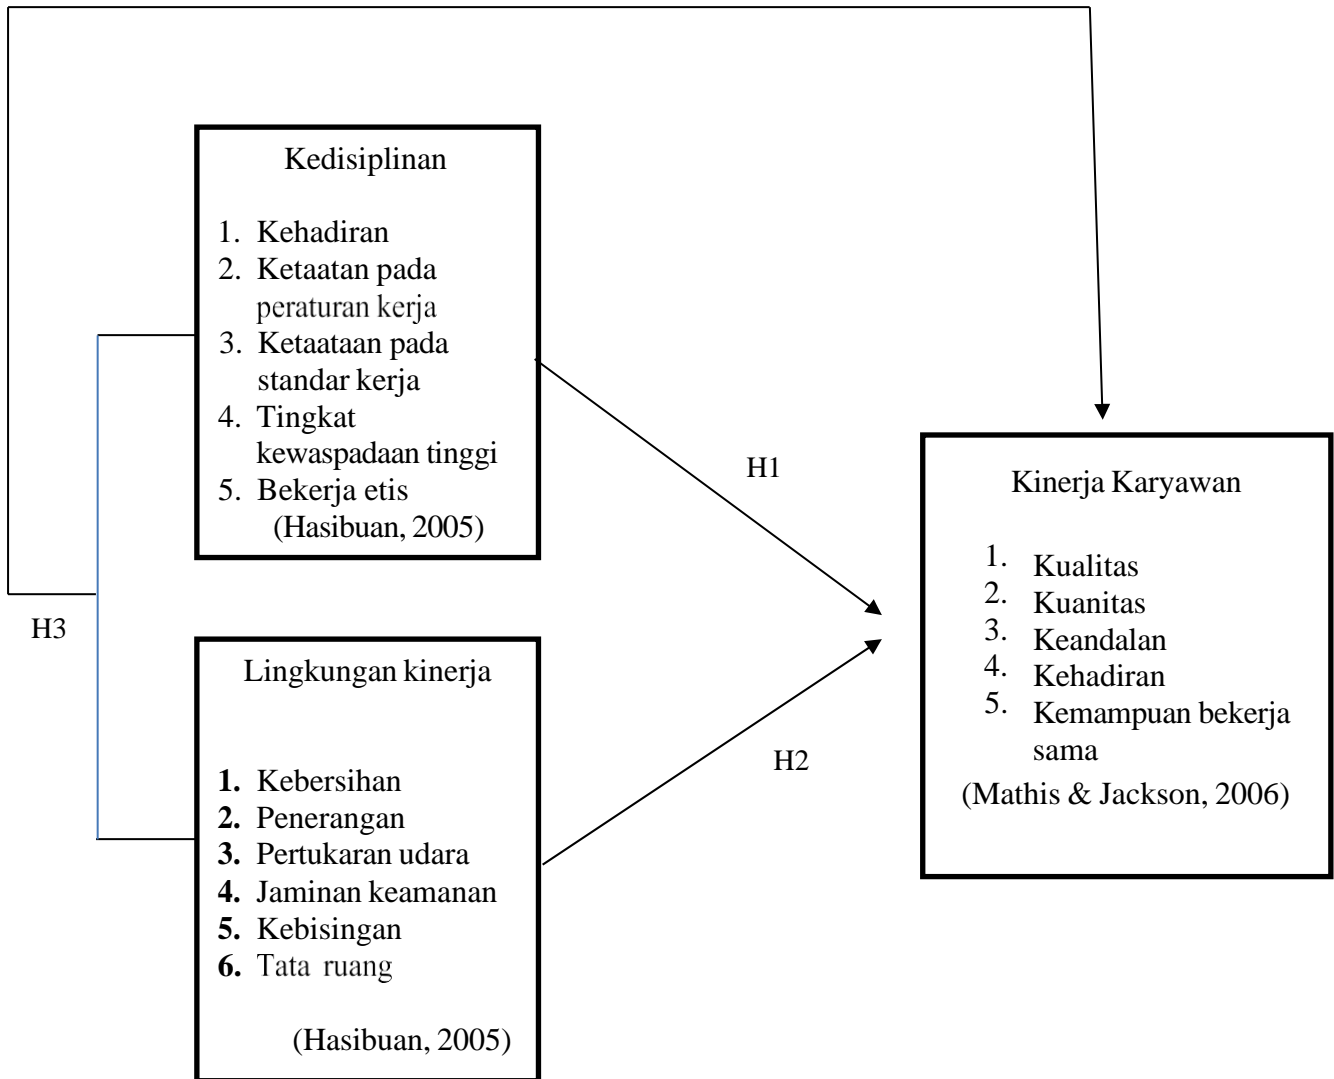 Kedisiplinan
1. Kehadiran
2. Ketaatan pada
peraturan kerja
3. Ketaataan pada
standar kerja
4. Tingkat
kewaspadaan tinggi
5. Bekerja etis
(Hasibuan, 2005)
H1
H3
Lingkungan kinerja
1. Kebersihan
2. Penerangan
3. Pertukaran udara
4. Jaminan keamanan
5. Kebisingan
6. Tata ruang
(Hasibuan, 2005)
H2
Kinerja Karyawan
1. Kualitas
2. Kuanitas
3. Keandalan
4. Kehadiran
5. Kemampuan bekerja
sama
(Mathis & Jackson, 2006)